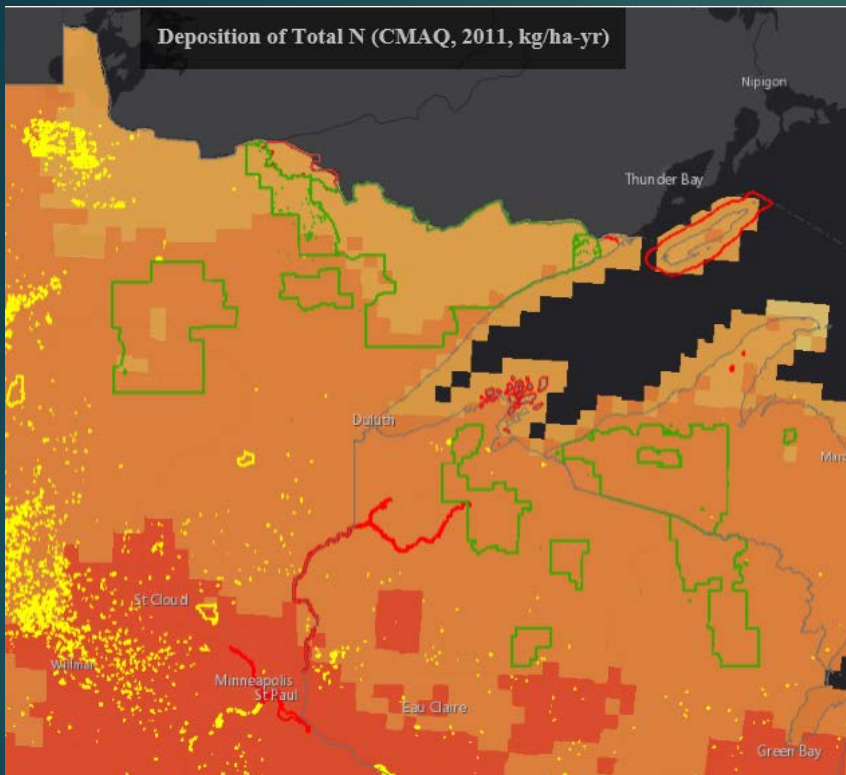 Deposition of Total N (CMAQ, 2011, kg/ha-yr)
Nipigon
Thunder Bay
Duluth
Marc
St Cloud
Willmar
Minneapolis
St Paul
Eau Claire
Green Bay